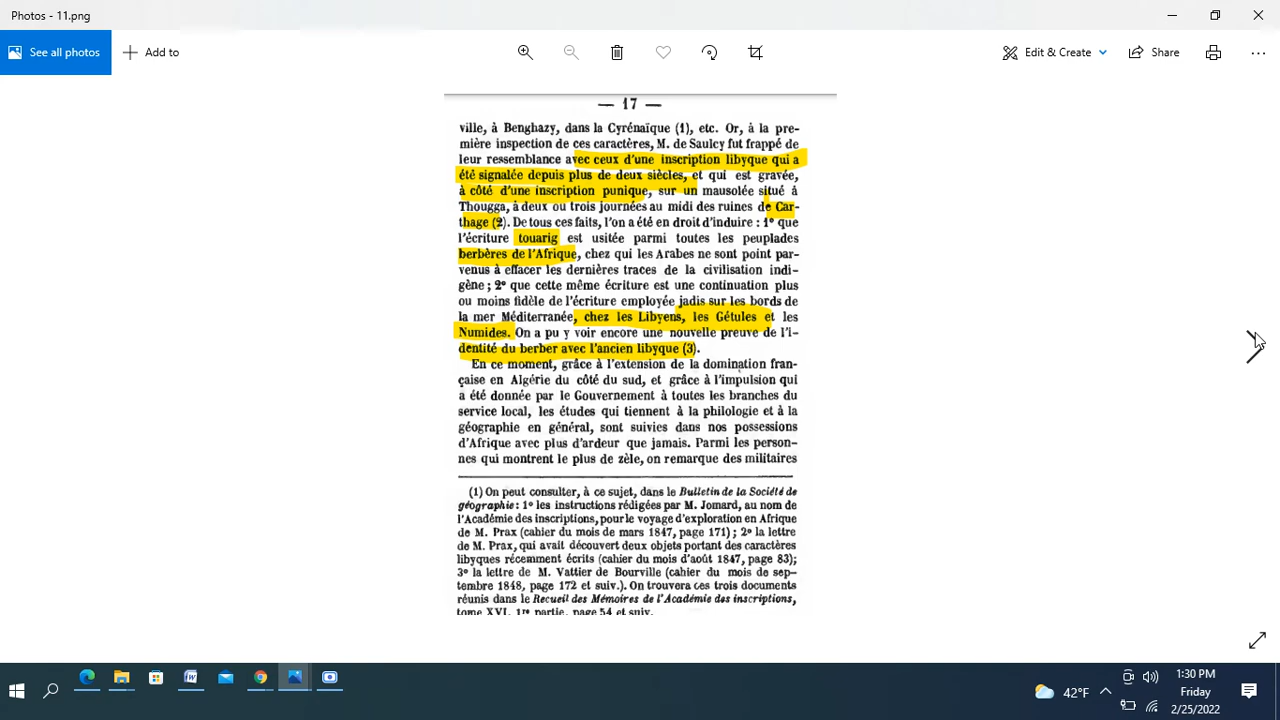 Photos - 11.png
See all photos
Add to
Edit & Create
Share
— 17 —
ville, à Benghazy, dans la Cyrénaïque (1), etc. Or, à la pre-
mière inspection de ces caractères, M. de Saulcy fut frappé de
leur ressemblance avec ceux d'une inscription libyque qui a
été signalée depuis plus de deux siècles, et qui est gravée,
à côté d'une inscription punique, sur un mausolée situé à
Thougga, à deux ou trois journées au midi des ruines de Car-
thage (2). De tous ces faits, l'on a été en droit d'induire : 1° que
l'écriture touarig est usitée parmi toutes les peuplades
berbères de l'Afrique, chez qui les Arabes ne sont point par-
venus à effacer les dernières traces de la civilisation indi-
gène ; 2° que cette même écriture est une continuation plus
ou moins fidèle de l'écriture employée jadis sur les bords de
la mer Méditerranée, chez les Libyens, les Gétules et les
Numides. On a pu y voir encore une nouvelle preuve de l'i-
dentité du berber avec l'ancien libyque (3).
En ce moment, grâce à l'extension de la domination fran-
çaise en Algérie du côté du sud, et grâce à l'impulsion qui
a été donnée par le Gouvernement à toutes les branches du
service local, les études qui tiennent à la philologie et à la
géographie en général, sont suivies dans nos possessions
d'Afrique avec plus d'ardeur que jamais. Parmi les person-
nes qui montrent le plus de zèle, on remarque des militaires
(1) On peut consulter, à ce sujet, dans le Bulletin de la Société de
géographie : 1° les instructions rédigées par M. Jomard, au nom de
l'Académie des inscriptions, pour le voyage d'exploration en Afrique
de M. Prax (cahier du mois de mars 1847, page 171) ; 2° la lettre
de M. Prax, qui avait découvert deux objets portant des caractères
libyques récemment écrits (cahier du mois d'août 1847, page 83);
3° la lettre de M. Vattier de Bourville (cahier du mois de sep-
tembre 1848, page 172 et suiv.). On trouvera ces trois documents
réunis dans le Recueil des Mémoires de l'Académie des inscriptions,
tome XVI, 1re partie, page 54 et suiv.
42°F
1:30 PM
Friday
2/25/2022